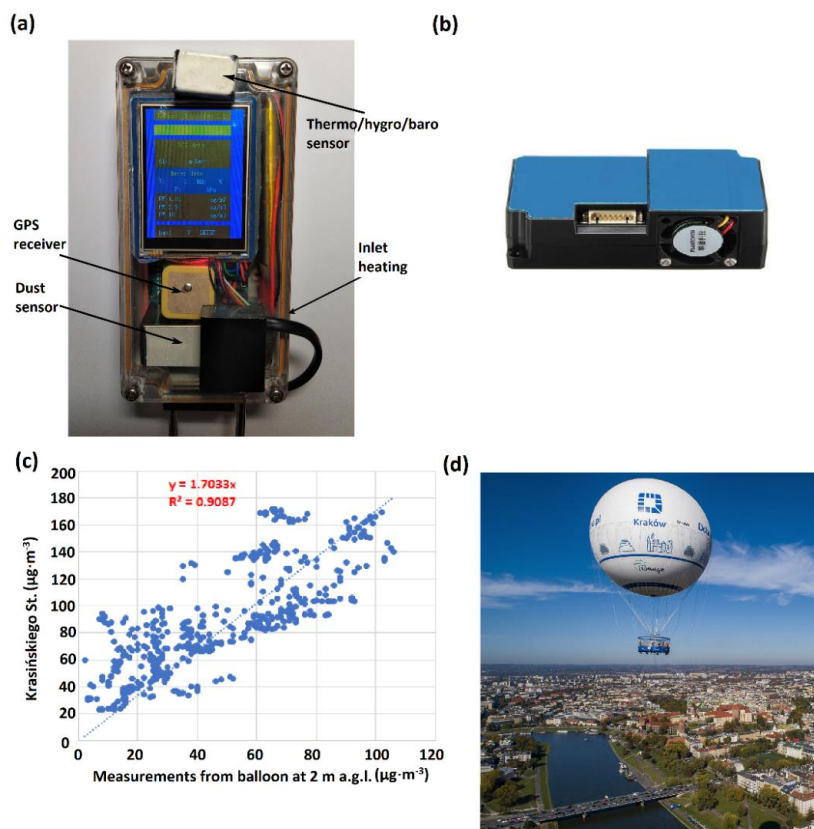 (a)
Thermo/hygro/baro
sensor
GPS
receiver
Inlet
heating
Dust
sensor
(b)
(c)
200
180
160
140
120
100
80
60
40
20
0
y = 1.7033x
R² = 0.9087
Krasińskiego St. (µg·m⁻³)
0 20 40 60 80 100 120
Measurements from balloon at 2 m a.g.l. (µg·m⁻³)
(d)
Kraków